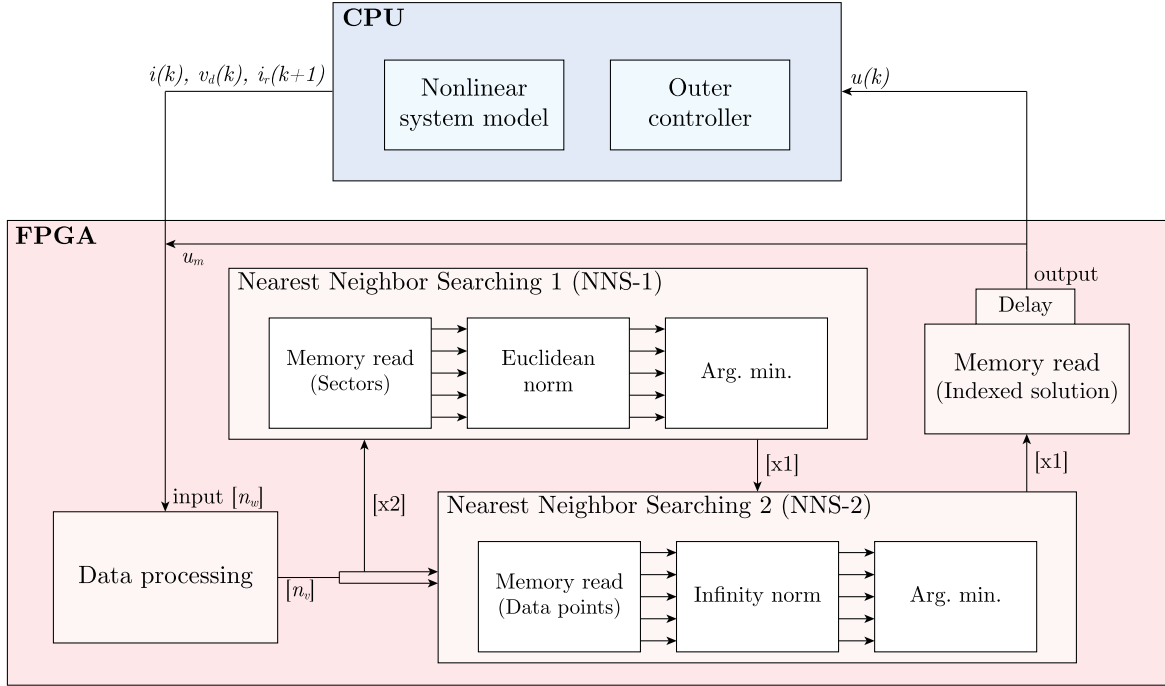 CPU
i(k), v_d(k), i_r(k+1)
Nonlinear
system model
Outer
controller
u(k)
FPGA
u_m
Nearest Neighbor Searching 1 (NNS-1)
Memory read
(Sectors)
Euclidean
norm
Arg. min.
output
Delay
Memory read
(Indexed solution)
[x1]
[x1]
[x2]
input [n_w]
Data processing
[n_v]
Nearest Neighbor Searching 2 (NNS-2)
Memory read
(Data points)
Infinity norm
Arg. min.